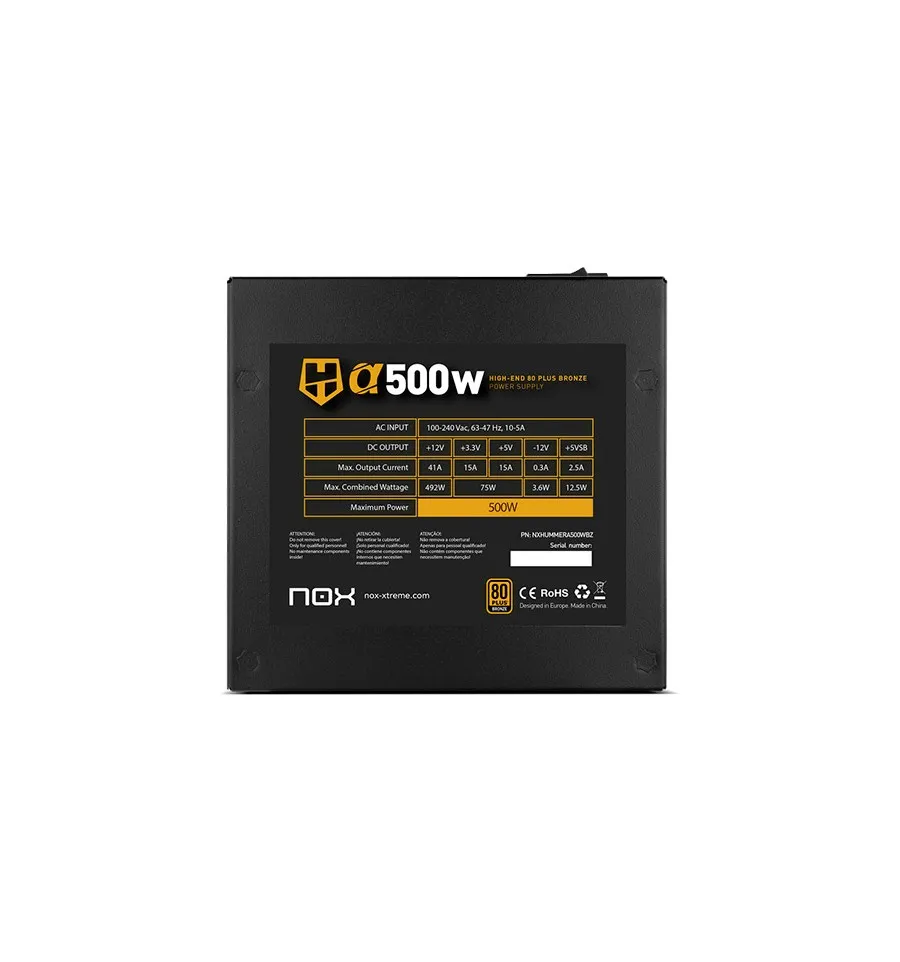 α500w HIGH-END 80 PLUS BRONZE
POWER SUPPLY
AC INPUT 100-240 Vac, 63-47 Hz, 10-5A
DC OUTPUT +12V +3.3V +5V -12V +5VSB
Max. Output Current 41A 15A 15A 0.3A 2.5A
Max. Combined Wattage 492W 75W 3.6W 12.5W
Maximum Power 500W
ATTENTION:
Do not remove this cover!
Only for qualified personnel!
No maintenance components
inside!
¡ATENCIÓN!:
¡No retirar la cubierta!
¡Solo personal cualificado!
¡No contiene componentes
internos que necesiten
mantenimiento!
ATENÇÃO!:
Não remova a cobertura!
Apenas para pessoal qualificado!
Não contém componentes que
necessitem manutenção!
PN: NXHUMMERA500WBZ
Serial number:
nox nox-xtreme.com
80
PLUS
BRONZE
CE RoHS
Designed in Europe. Made in China.